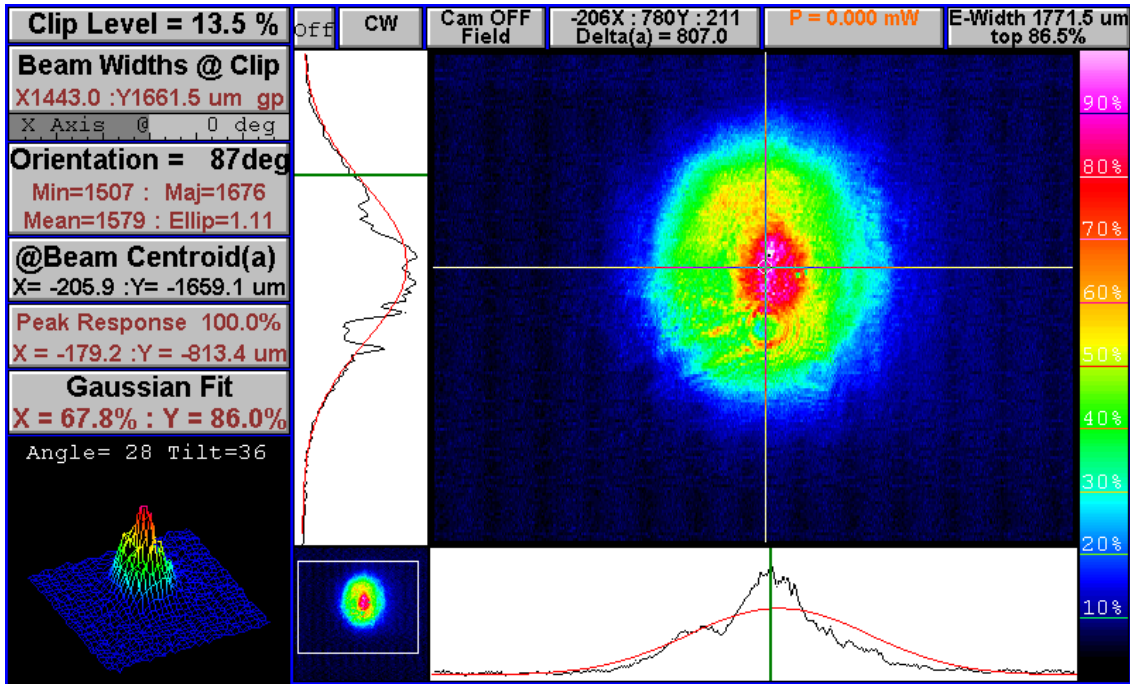 Clip Level = 13.5 %
Off
CW
Cam OFF
Field
-206X : 780Y : 211
Delta(a) = 807.0
P = 0.000 mW
E-Width 1771.5 um
top 86.5%
Beam Widths @ Clip
X1443.0 :Y1661.5 um gp
X Axis @ 0 deg
Orientation = 87deg
Min=1507 : Maj=1676
Mean=1579 : Ellip=1.11
@Beam Centroid(a)
X= -205.9 :Y= -1659.1 um
Peak Response 100.0%
X = -179.2 :Y = -813.4 um
Gaussian Fit
X = 67.8% : Y = 86.0%
Angle= 28 Tilt=36
90%
80%
70%
60%
50%
40%
30%
20%
10%